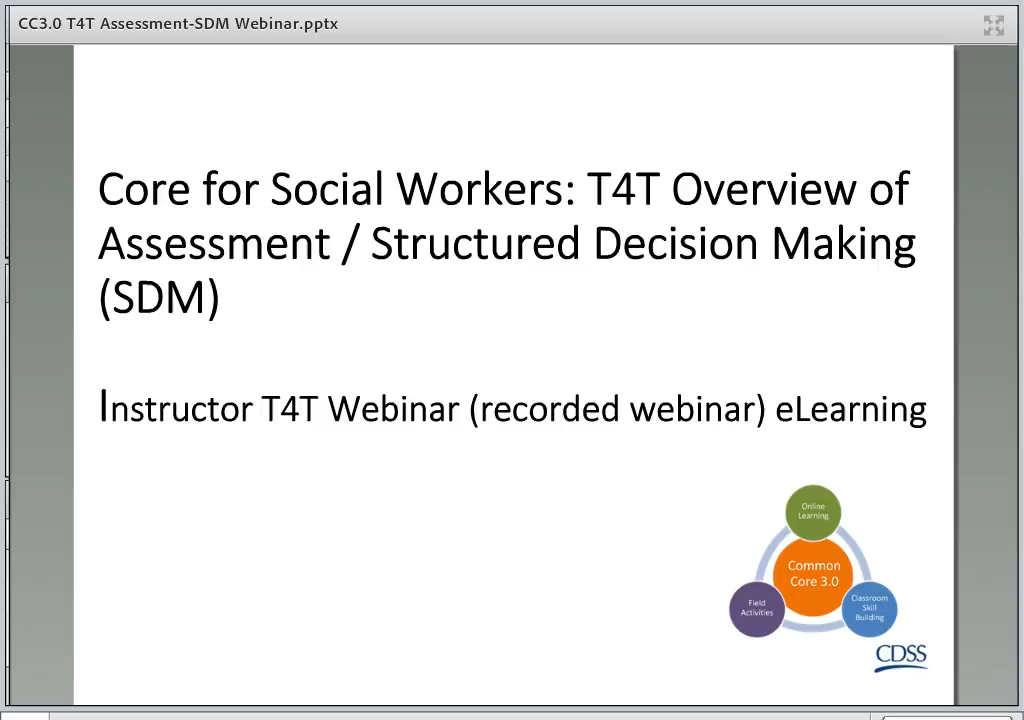 CC3.0 T4T Assessment-SDM Webinar.pptx
Core for Social Workers: T4T Overview of
Assessment / Structured Decision Making
(SDM)
Instructor T4T Webinar (recorded webinar) eLearning
Online
Learning
Common
Core 3.0
Field
Activities
Classroom
Skill
Building
CDSS